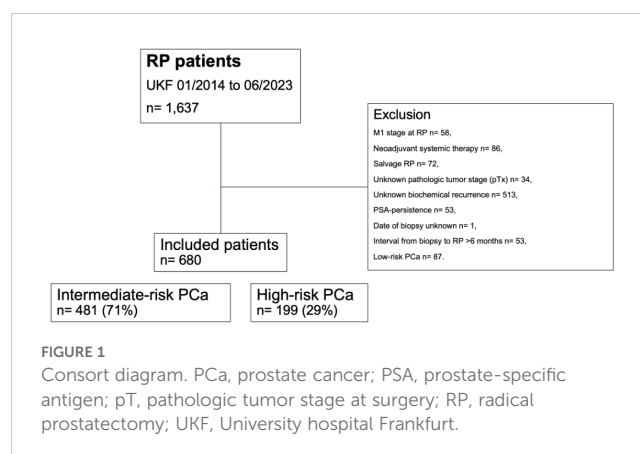 RP patients
UKF 01/2014 to 06/2023
n= 1,637
Exclusion
M1 stage at RP n= 58,
Neoadjuvant systemic therapy n= 86,
Salvage RP n= 72,
Unknown pathologic tumor stage (pTx) n= 34,
Unknown biochemical recurrence n= 513,
PSA-persistence n= 53,
Date of biopsy unknown n= 1,
Interval from biopsy to RP >6 months n= 53,
Low-risk PCa n= 87.
Included patients
n= 680
Intermediate-risk PCa
n= 481 (71%)
High-risk PCa
n= 199 (29%)
FIGURE 1
Consort diagram. PCa, prostate cancer; PSA, prostate-specific
antigen; pT, pathologic tumor stage at surgery; RP, radical
prostatectomy; UKF, University hospital Frankfurt.